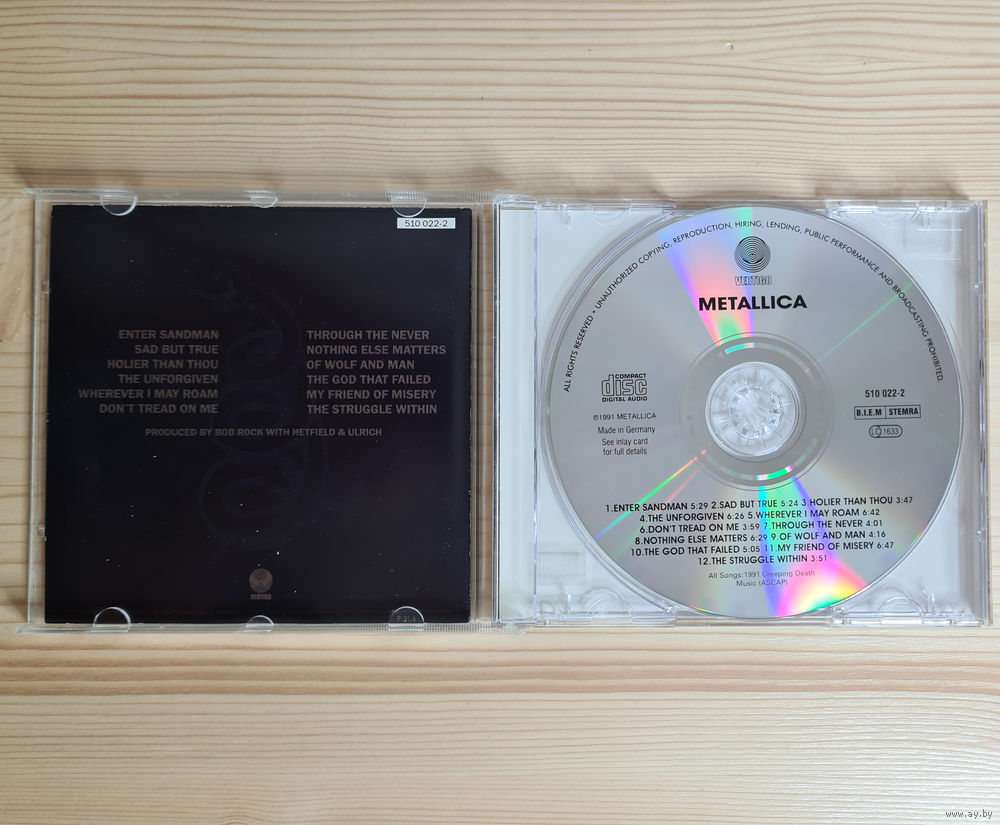 510 022-2
ENTER SANDMAN
SAD BUT TRUE
HOLIER THAN THOU
THE UNFORGIVEN
WHEREVER I MAY ROAM
DON'T TREAD ON ME
THROUGH THE NEVER
NOTHING ELSE MATTERS
OF WOLF AND MAN
THE GOD THAT FAILED
MY FRIEND OF MISERY
THE STRUGGLE WITHIN
PRODUCED BY BOB ROCK WITH HETFIELD & ULRICH
VERTIGO
ALL RIGHTS RESERVED • UNAUTHORIZED COPYING, REPRODUCTION, HIRING, LENDING, PUBLIC PERFORMANCE AND BROADCASTING PROHIBITED.
VERTIGO
METALLICA
COMPACT
disc
DIGITAL AUDIO
℗1991 METALLICA
Made in Germany
See inlay card
for full details
510 022-2
B.I.E.M STEMRA
LC 1633
1.ENTER SANDMAN 5:29 2.SAD BUT TRUE 5:24 3.HOLIER THAN THOU 3:47
4.THE UNFORGIVEN 6:26 5.WHEREVER I MAY ROAM 6:42
6.DON'T TREAD ON ME 3:59 7.THROUGH THE NEVER 4:01
8.NOTHING ELSE MATTERS 6:29 9.OF WOLF AND MAN 4:16
10.THE GOD THAT FAILED 5:05 11.MY FRIEND OF MISERY 6:47
12.THE STRUGGLE WITHIN 3:51
All Songs:1991 Creeping Death
Music (ASCAP)
www.ay.by